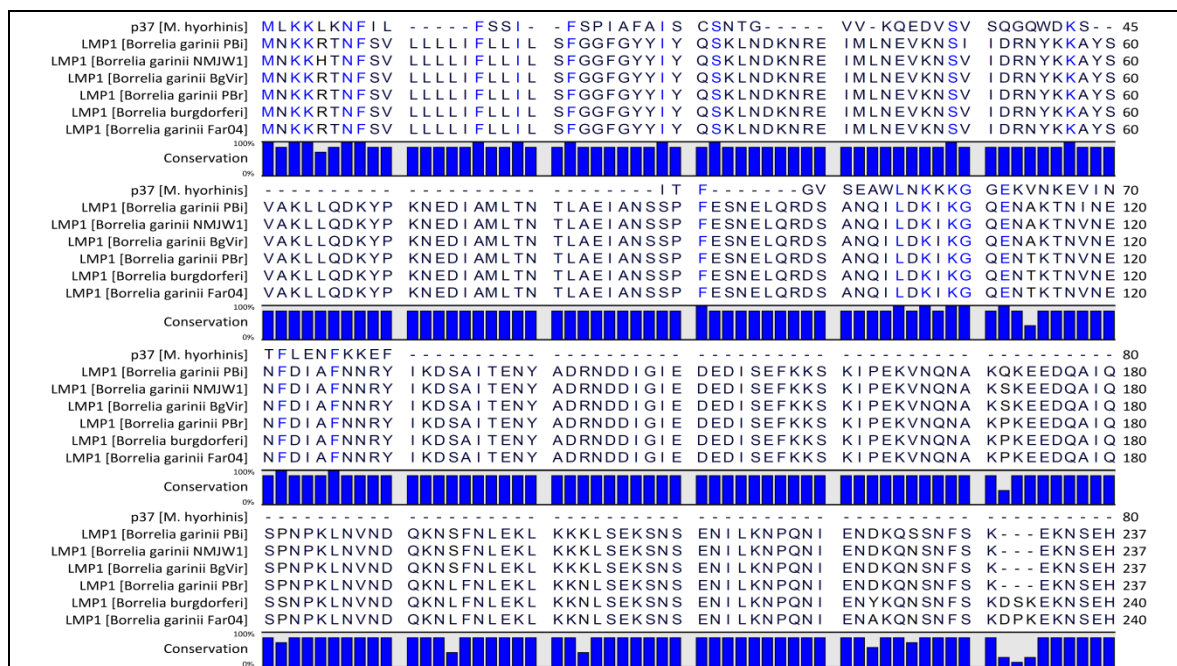 p37 [M. hyorhinis] MLKKLKNFIL -----FSSI- FSPIAFAIS CSNTG----- VV-KQEDVSV SQGQWDKS-- 45
LMP1 [Borrelia garinii PBi] MNKKRTNFSV LLLLIFLLIL SFGGFGYYIY QSKLNDKNRE IMLNEVKNSI IDRNYKKAYS 60
LMP1 [Borrelia garinii NMJW1] MNKKHTNFSV LLLLIFLLIL SFGGFGYYIY QSKLNDKNRE IMLNEVKNSV IDRNYKKAYS 60
LMP1 [Borrelia garinii BgVir] MNKKRTNFSV LLLLIFLLIL SFGGFGYYIY QSKLNDKNRE IMLNEVKNSV IDRNYKKAYS 60
LMP1 [Borrelia garinii PBr] MNKKRTNFSV LLLLIFLLIL SFGGFGYYIY QSKLNDKNRE IMLNEVKNSV IDRNYKKAYS 60
LMP1 [Borrelia burgdorferi] MNKKRTNFSV LLLLIFLLIL SFGGFGYYIY QSKLNDKNRE IMLNEVKNSV IDRNYKKAYS 60
LMP1 [Borrelia garinii Far04] MNKKRTNFSV LLLLIFLLIL SFGGFGYYIY QSKLNDKNRE IMLNEVKNSV IDRNYKKAYS 60
100%
Conservation
0%
p37 [M. hyorhinis] ---------- ---------- --------IT F-------GV SEAWLNKKKG GEKVNKEVIN 70
LMP1 [Borrelia garinii PBi] VAKLLQDKYP KNEDIAMLTN TLAEIANSSP FESNELQRDS ANQILDKIKG QENAKTNINE 120
LMP1 [Borrelia garinii NMJW1] VAKLLQDKYP KNEDIAMLTN TLAEIANSSP FESNELQRDS ANQILDKIKG QENAKTNVNE 120
LMP1 [Borrelia garinii BgVir] VAKLLQDKYP KNEDIAMLTN TLAEIANSSP FESNELQRDS ANQILDKIKG QENAKTNVNE 120
LMP1 [Borrelia garinii PBr] VAKLLQDKYP KNEDIAMLTN TLAEIANSSP FESNELQRDS ANQILDKIKG QENTKTNVNE 120
LMP1 [Borrelia burgdorferi] VAKLLQDKYP KNEDIAMLTN TLAEIANSSP FESNELQRDS ANQILDKIKG QENTKTNVNE 120
LMP1 [Borrelia garinii Far04] VAKLLQDKYP KNEDIAMLTN TLAEIANSSP FESNELQRDS ANQILDKIKG QENTKTNVNE 120
100%
Conservation
0%
p37 [M. hyorhinis] TFLENFKKEF ---------- ---------- ---------- ---------- ---------- 80
LMP1 [Borrelia garinii PBi] NFDIAFNNRY IKDSAITENY ADRNDDIGIE DEDISEFKKS KIPEKVNQNA KQKEEDQAIQ 180
LMP1 [Borrelia garinii NMJW1] NFDIAFNNRY IKDSAITENY ADRNDDIGIE DEDISEFKKS KIPEKVNQNA KSKEEDQAIQ 180
LMP1 [Borrelia garinii BgVir] NFDIAFNNRY IKDSAITENY ADRNDDIGIE DEDISEFKKS KIPEKVNQNA KSKEEDQAIQ 180
LMP1 [Borrelia garinii PBr] NFDIAFNNRY IKDSAITENY ADRNDDIGIE DEDISEFKKS KIPEKVNQNA KPKEEDQAIQ 180
LMP1 [Borrelia burgdorferi] NFDIAFNNRY IKDSAITENY ADRNDDIGIE DEDISEFKKS KIPEKVNQNA KPKEEDQAIQ 180
LMP1 [Borrelia garinii Far04] NFDIAFNNRY IKDSAITENY ADRNDDIGIE DEDISEFKKS KIPEKVNQNA KPKEEDQAIQ 180
100%
Conservation
0%
p37 [M. hyorhinis] ---------- ---------- ---------- ---------- ---------- ---------- 80
LMP1 [Borrelia garinii PBi] SPNPKLNVND QKNSFNLEKL KKKLSEKSNS ENILKNPQNI ENDKQSSNFS K---EKNSEH 237
LMP1 [Borrelia garinii NMJW1] SPNPKLNVND QKNSFNLEKL KKKLSEKSNS ENILKNPQNI ENDKQNSNFS K---EKNSEH 237
LMP1 [Borrelia garinii BgVir] SPNPKLNVND QKNSFNLEKL KKKLSEKSNS ENILKNPQNI ENDKQNSNFS K---EKNSEH 237
LMP1 [Borrelia garinii PBr] SPNPKLNVND QKNLFNLEKL KKNLSEKSNS ENILKNPQNI ENDKQNSNFS K---EKNSEH 237
LMP1 [Borrelia burgdorferi] SSNPKLNVND QKNLFNLEKL KKNLSEKSNS ENILKNPQNI ENYKQNSNFS KDSKEKNSEH 240
LMP1 [Borrelia garinii Far04] SPNPKLNVND QKNLFNLEKL KKNLSEKSNS ENILKNPQNI ENAKQNSNFS KDPKEKNSEH 240
100%
Conservation
0%